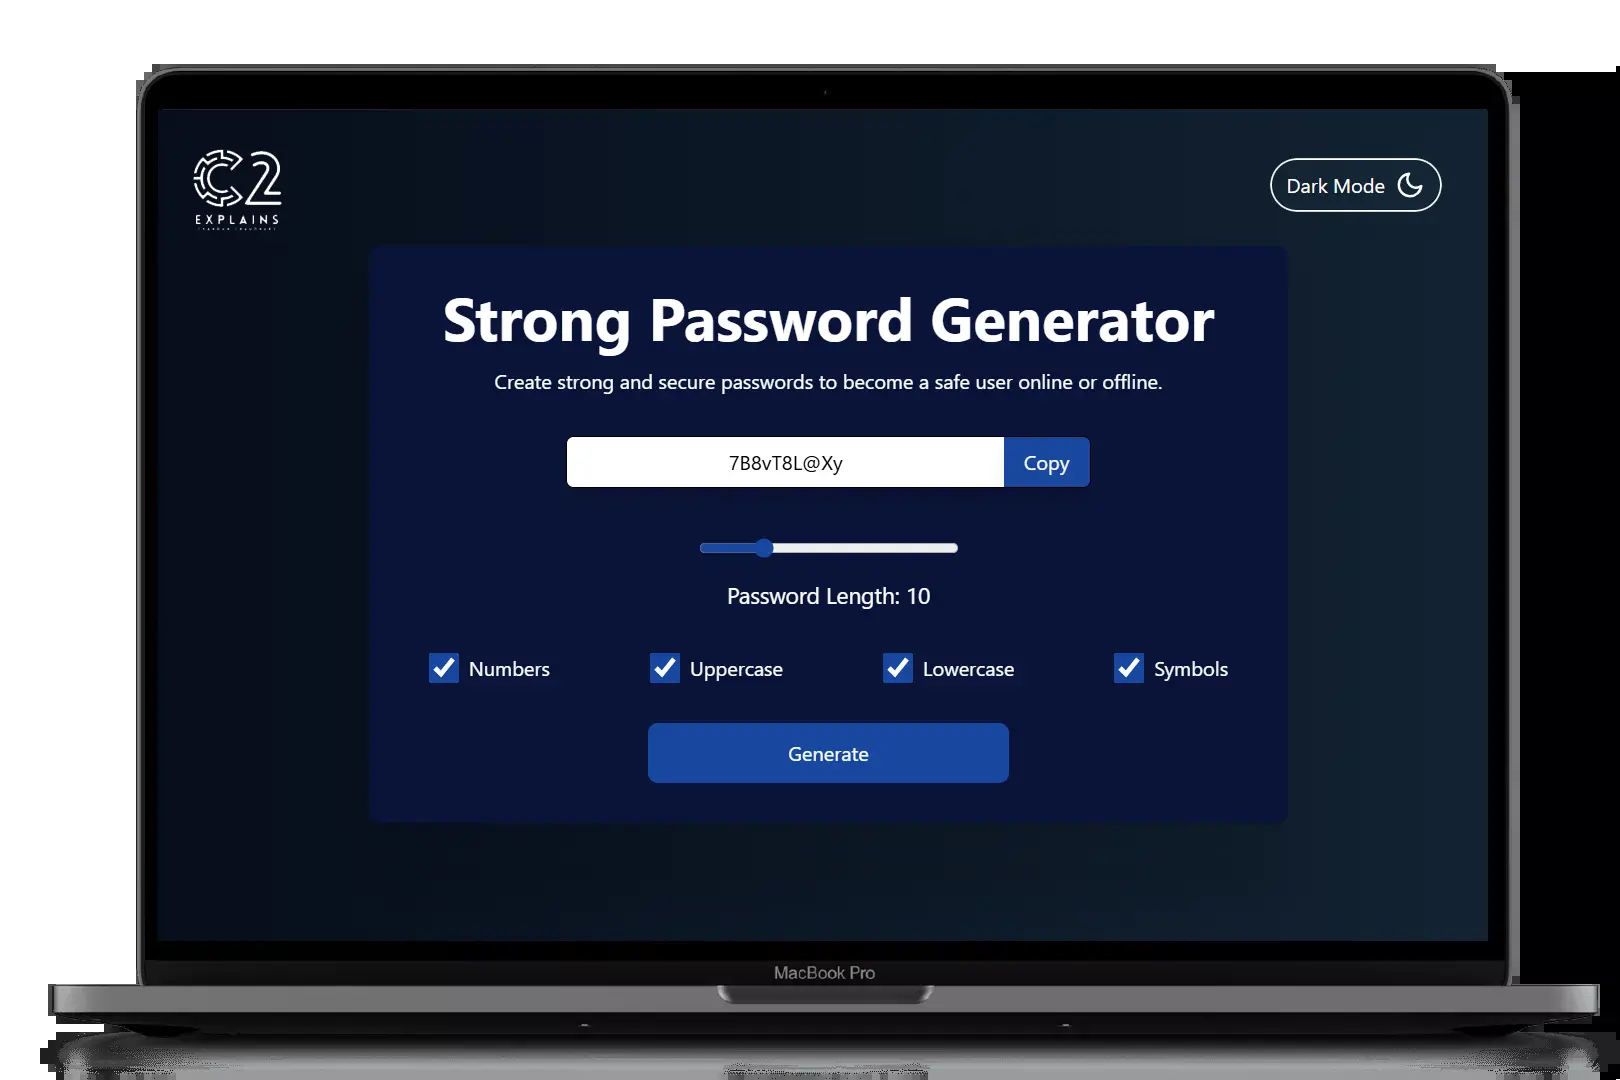 C2
EXPLAINS
Dark Mode
Strong Password Generator
Create strong and secure passwords to become a safe user online or offline.
7B8vT8L@Xy
Copy
Password Length: 10
Numbers
Uppercase
Lowercase
Symbols
Generate
MacBook Pro